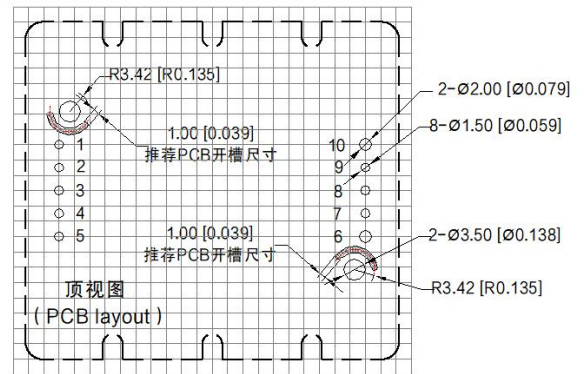 R3.42 [R0.135]
2-Ø2.00 [Ø0.079]
8-Ø1.50 [Ø0.059]
1.00 [0.039]
推荐PCB开槽尺寸
1
2
3
4
5
10
9
8
7
6
1.00 [0.039]
推荐PCB开槽尺寸
2-Ø3.50 [Ø0.138]
R3.42 [R0.135]
顶视图
( PCB layout )